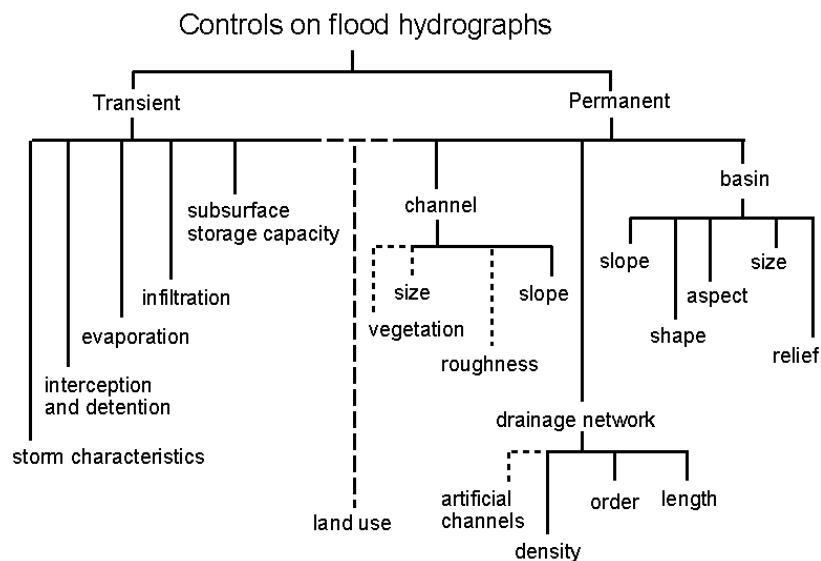 Controls on flood hydrographs
Transient
Permanent
basin
subsurface
storage capacity
channel
slope
size
aspect
shape
relief
infiltration
size
slope
vegetation
evaporation
roughness
interception
and detention
drainage network
storm characteristics
artificial
channels
order
length
land use
density